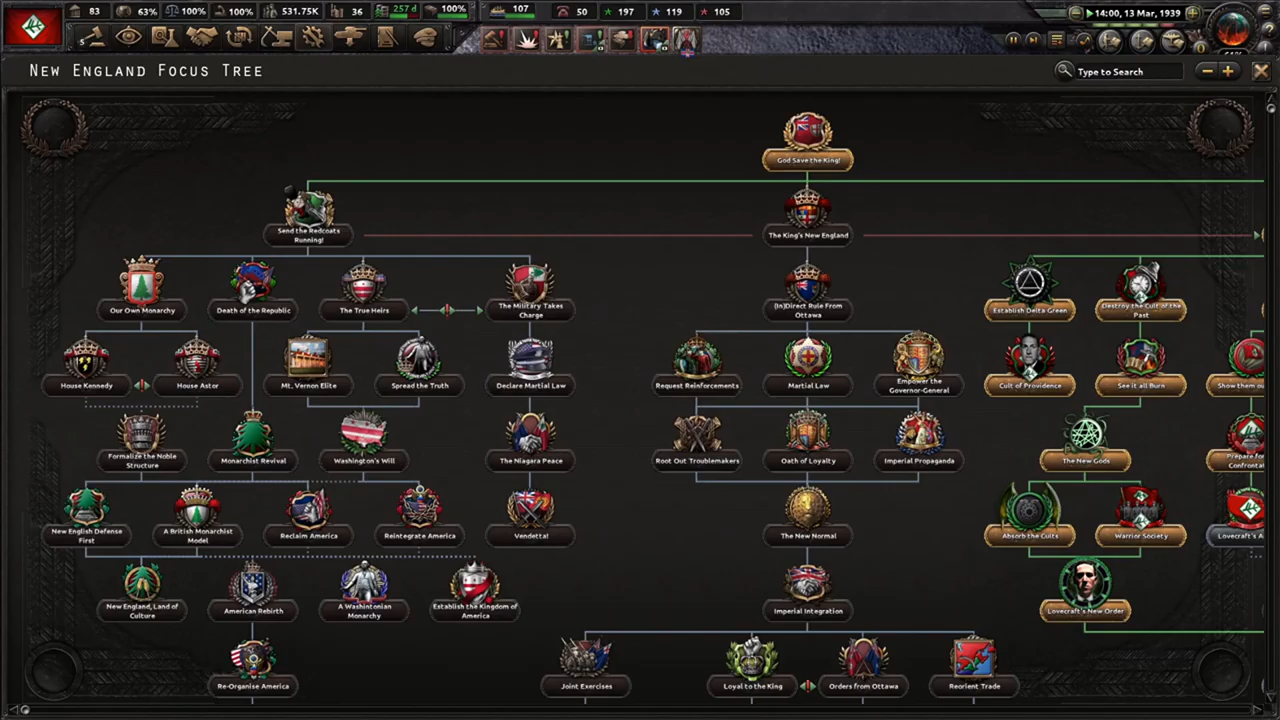 83
63%
100%
100%
531.75K
36
257 d
100%
107
50
197
119
105
14:00, 13 Mar, 1939
New England Focus Tree
Type to Search
God Save the King!
Send the Redcoats
Running!
The King's New England
Our Own Monarchy
Death of the Republic
The True Heirs
The Military Takes
Charge
(In)Direct Rule From
Ottawa
Establish Delta Green
Destroy the Cult of the
Past
House Kennedy
House Astor
Mt. Vernon Elite
Spread the Truth
Declare Martial Law
Request Reinforcements
Martial Law
Empower the
Governor-General
Cult of Providence
See it all Burn
Show them ou
Formalize the Noble
Structure
Monarchist Revival
Washington's Will
The Niagara Peace
Root Out Troublemakers
Oath of Loyalty
Imperial Propaganda
The New Gods
Prepare for
Confrontat
New English Defense
First
A British Monarchist
Model
Reclaim America
Reintegrate America
Vendetta!
The New Normal
Absorb the Cults
Warrior Society
Lovecraft's A
New England, Land of
Culture
American Rebirth
A Washintonian
Monarchy
Establish the Kingdom of
America
Imperial Integration
Lovecraft's New Order
Re-Organise America
Joint Exercises
Loyal to the King
Orders from Ottawa
Reorient Trade